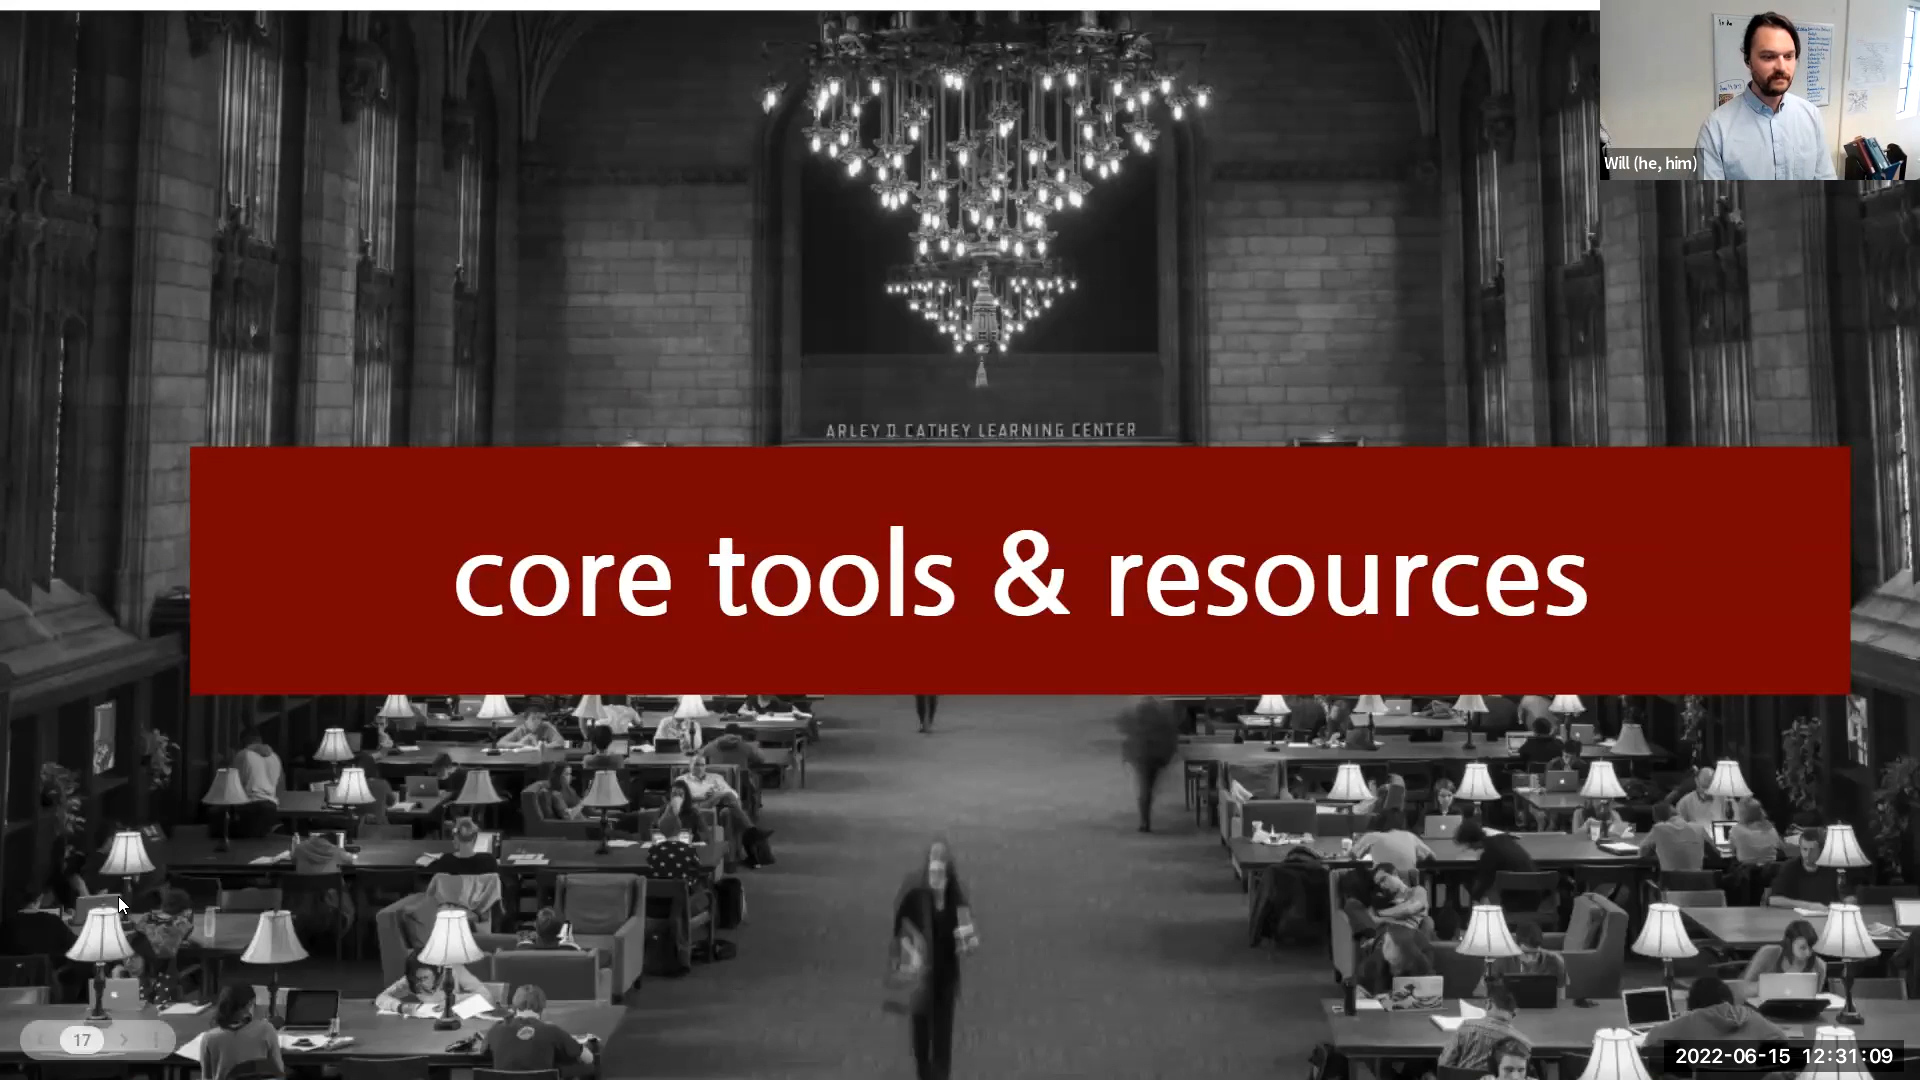 Will (he, him)
ARLEY D. CATHEY LEARNING CENTER
core tools & resources
17
2022-06-15 12:31:09